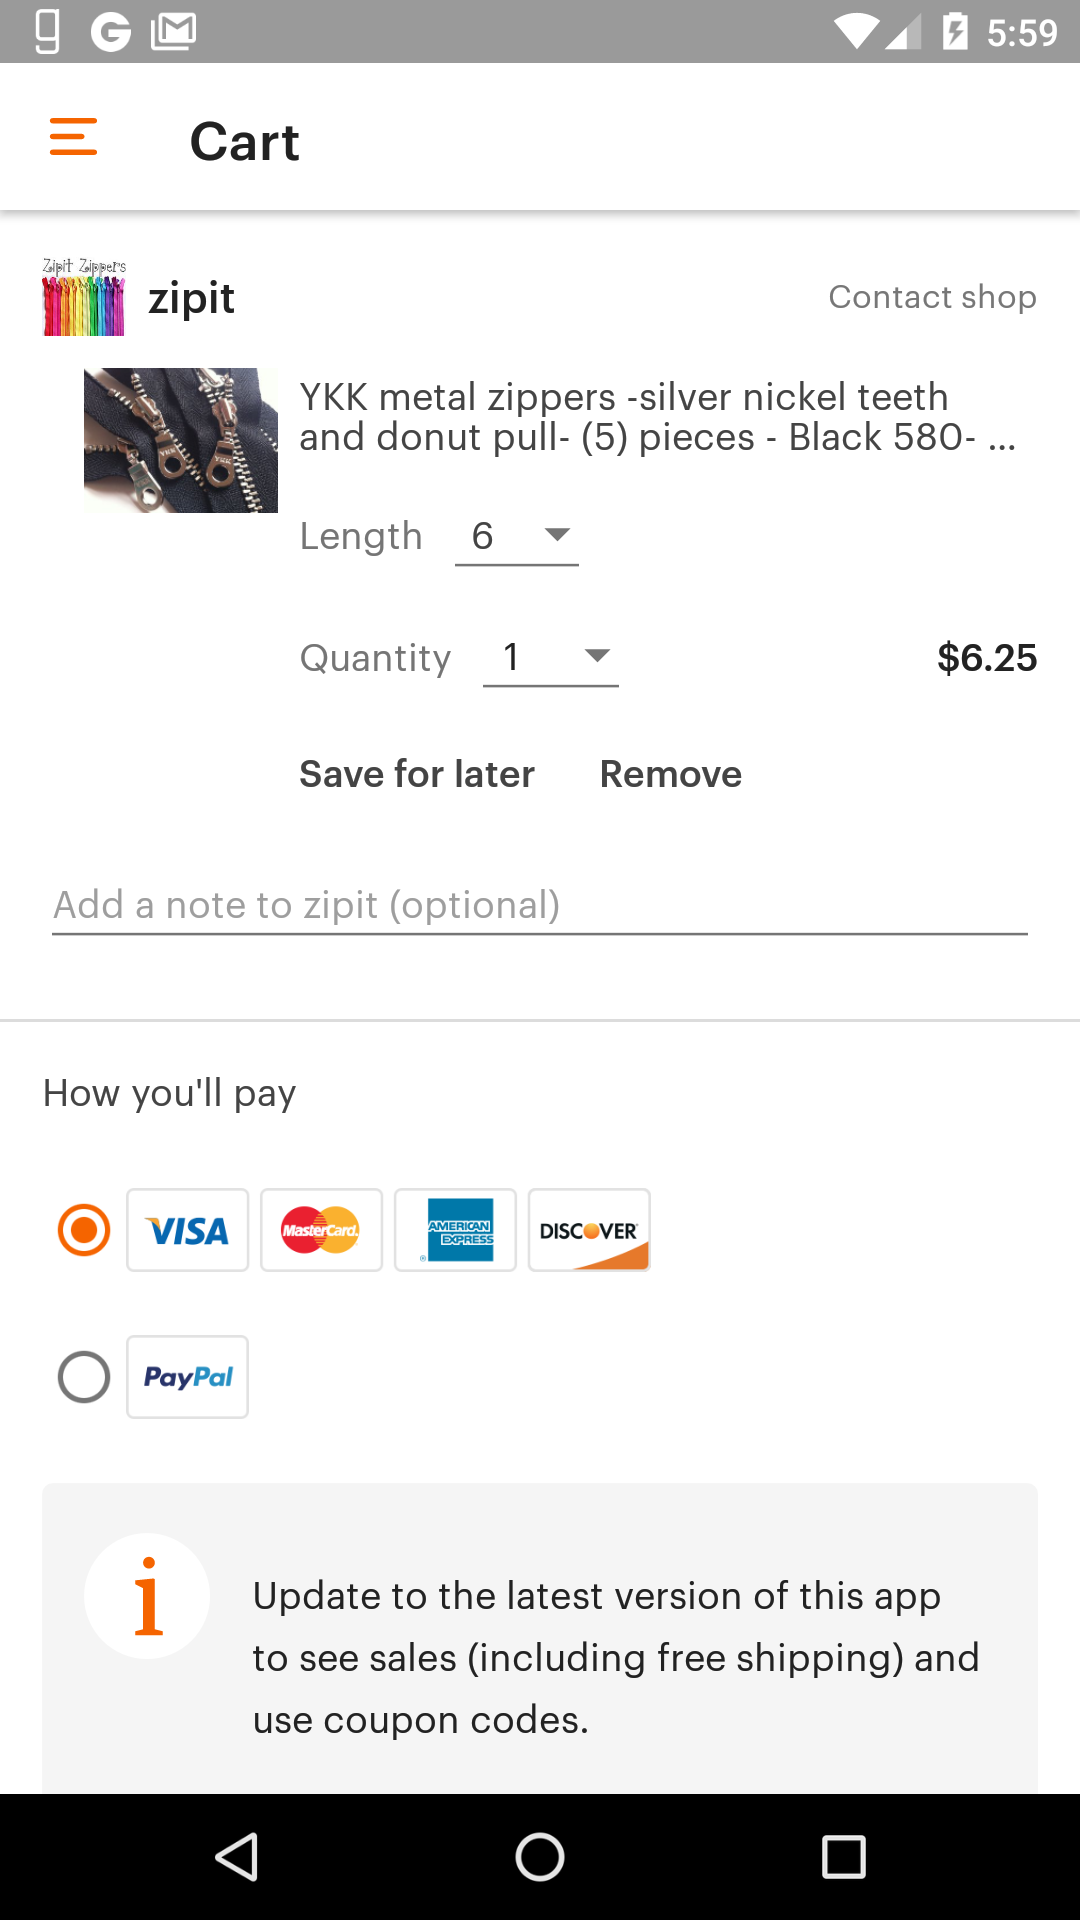 5:59
Cart
Zipit Zippers
zipit
Contact shop
YKK metal zippers -silver nickel teeth
and donut pull- (5) pieces - Black 580- ...
Length 6
Quantity 1 $6.25
Save for later Remove
Add a note to zipit (optional)
How you'll pay
VISA MasterCard. AMERICAN EXPRESS DISCOVER
PayPal
Update to the latest version of this app
to see sales (including free shipping) and
use coupon codes.